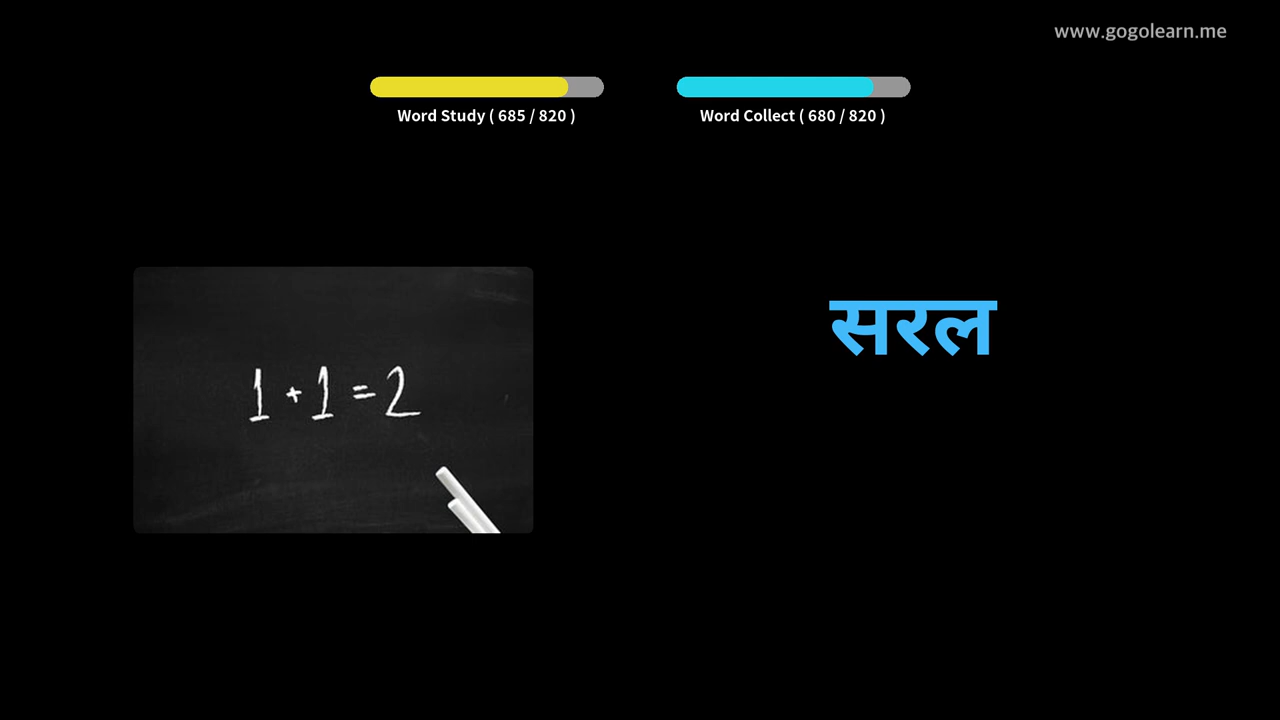 www.gogolearn.me
Word Study ( 685 / 820 )
Word Collect ( 680 / 820 )
सरल
1 + 1 = 2